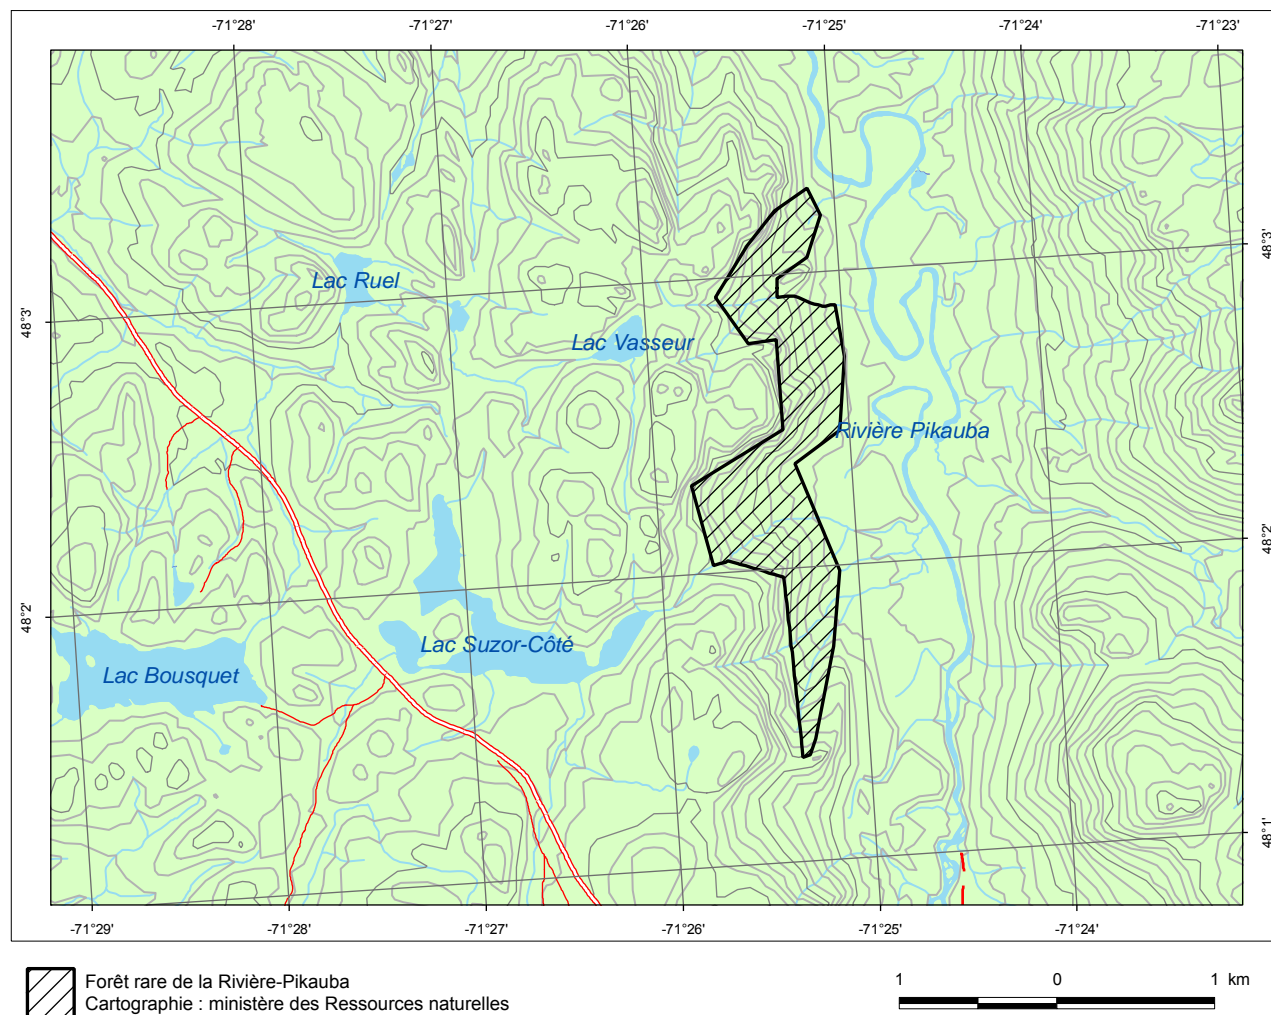 -71°28'
-71°27'
-71°26'
-71°25'
-71°24'
-71°23'
48°3'
Lac Ruel
48°3'
Lac Vasseur
Rivière Pikauba
48°2'
48°2'
Lac Suzor-Côté
Lac Bousquet
48°1'
-71°29'
-71°28'
-71°27'
-71°26'
-71°25'
-71°24'
Forêt rare de la Rivière-Pikauba
Cartographie : ministère des Ressources naturelles
1 0 1 km